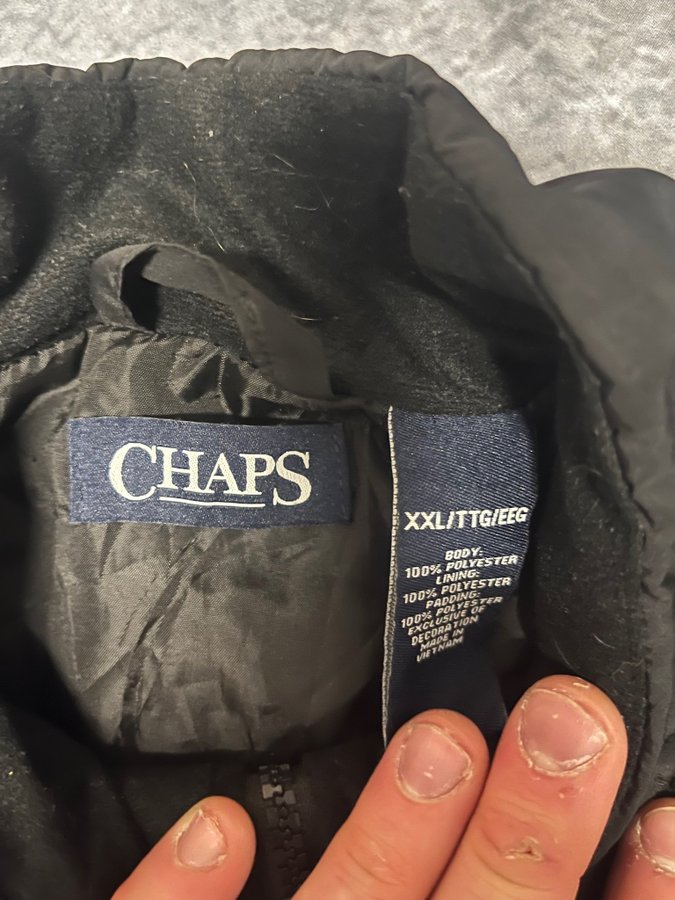 CHAPS
XXL/TTG/EEG
BODY:
100% POLYESTER
LINING:
100% POLYESTER
PADDING:
100% POLYESTER
EXCLUSIVE OF
DECORATION
MADE IN
VIETNAM